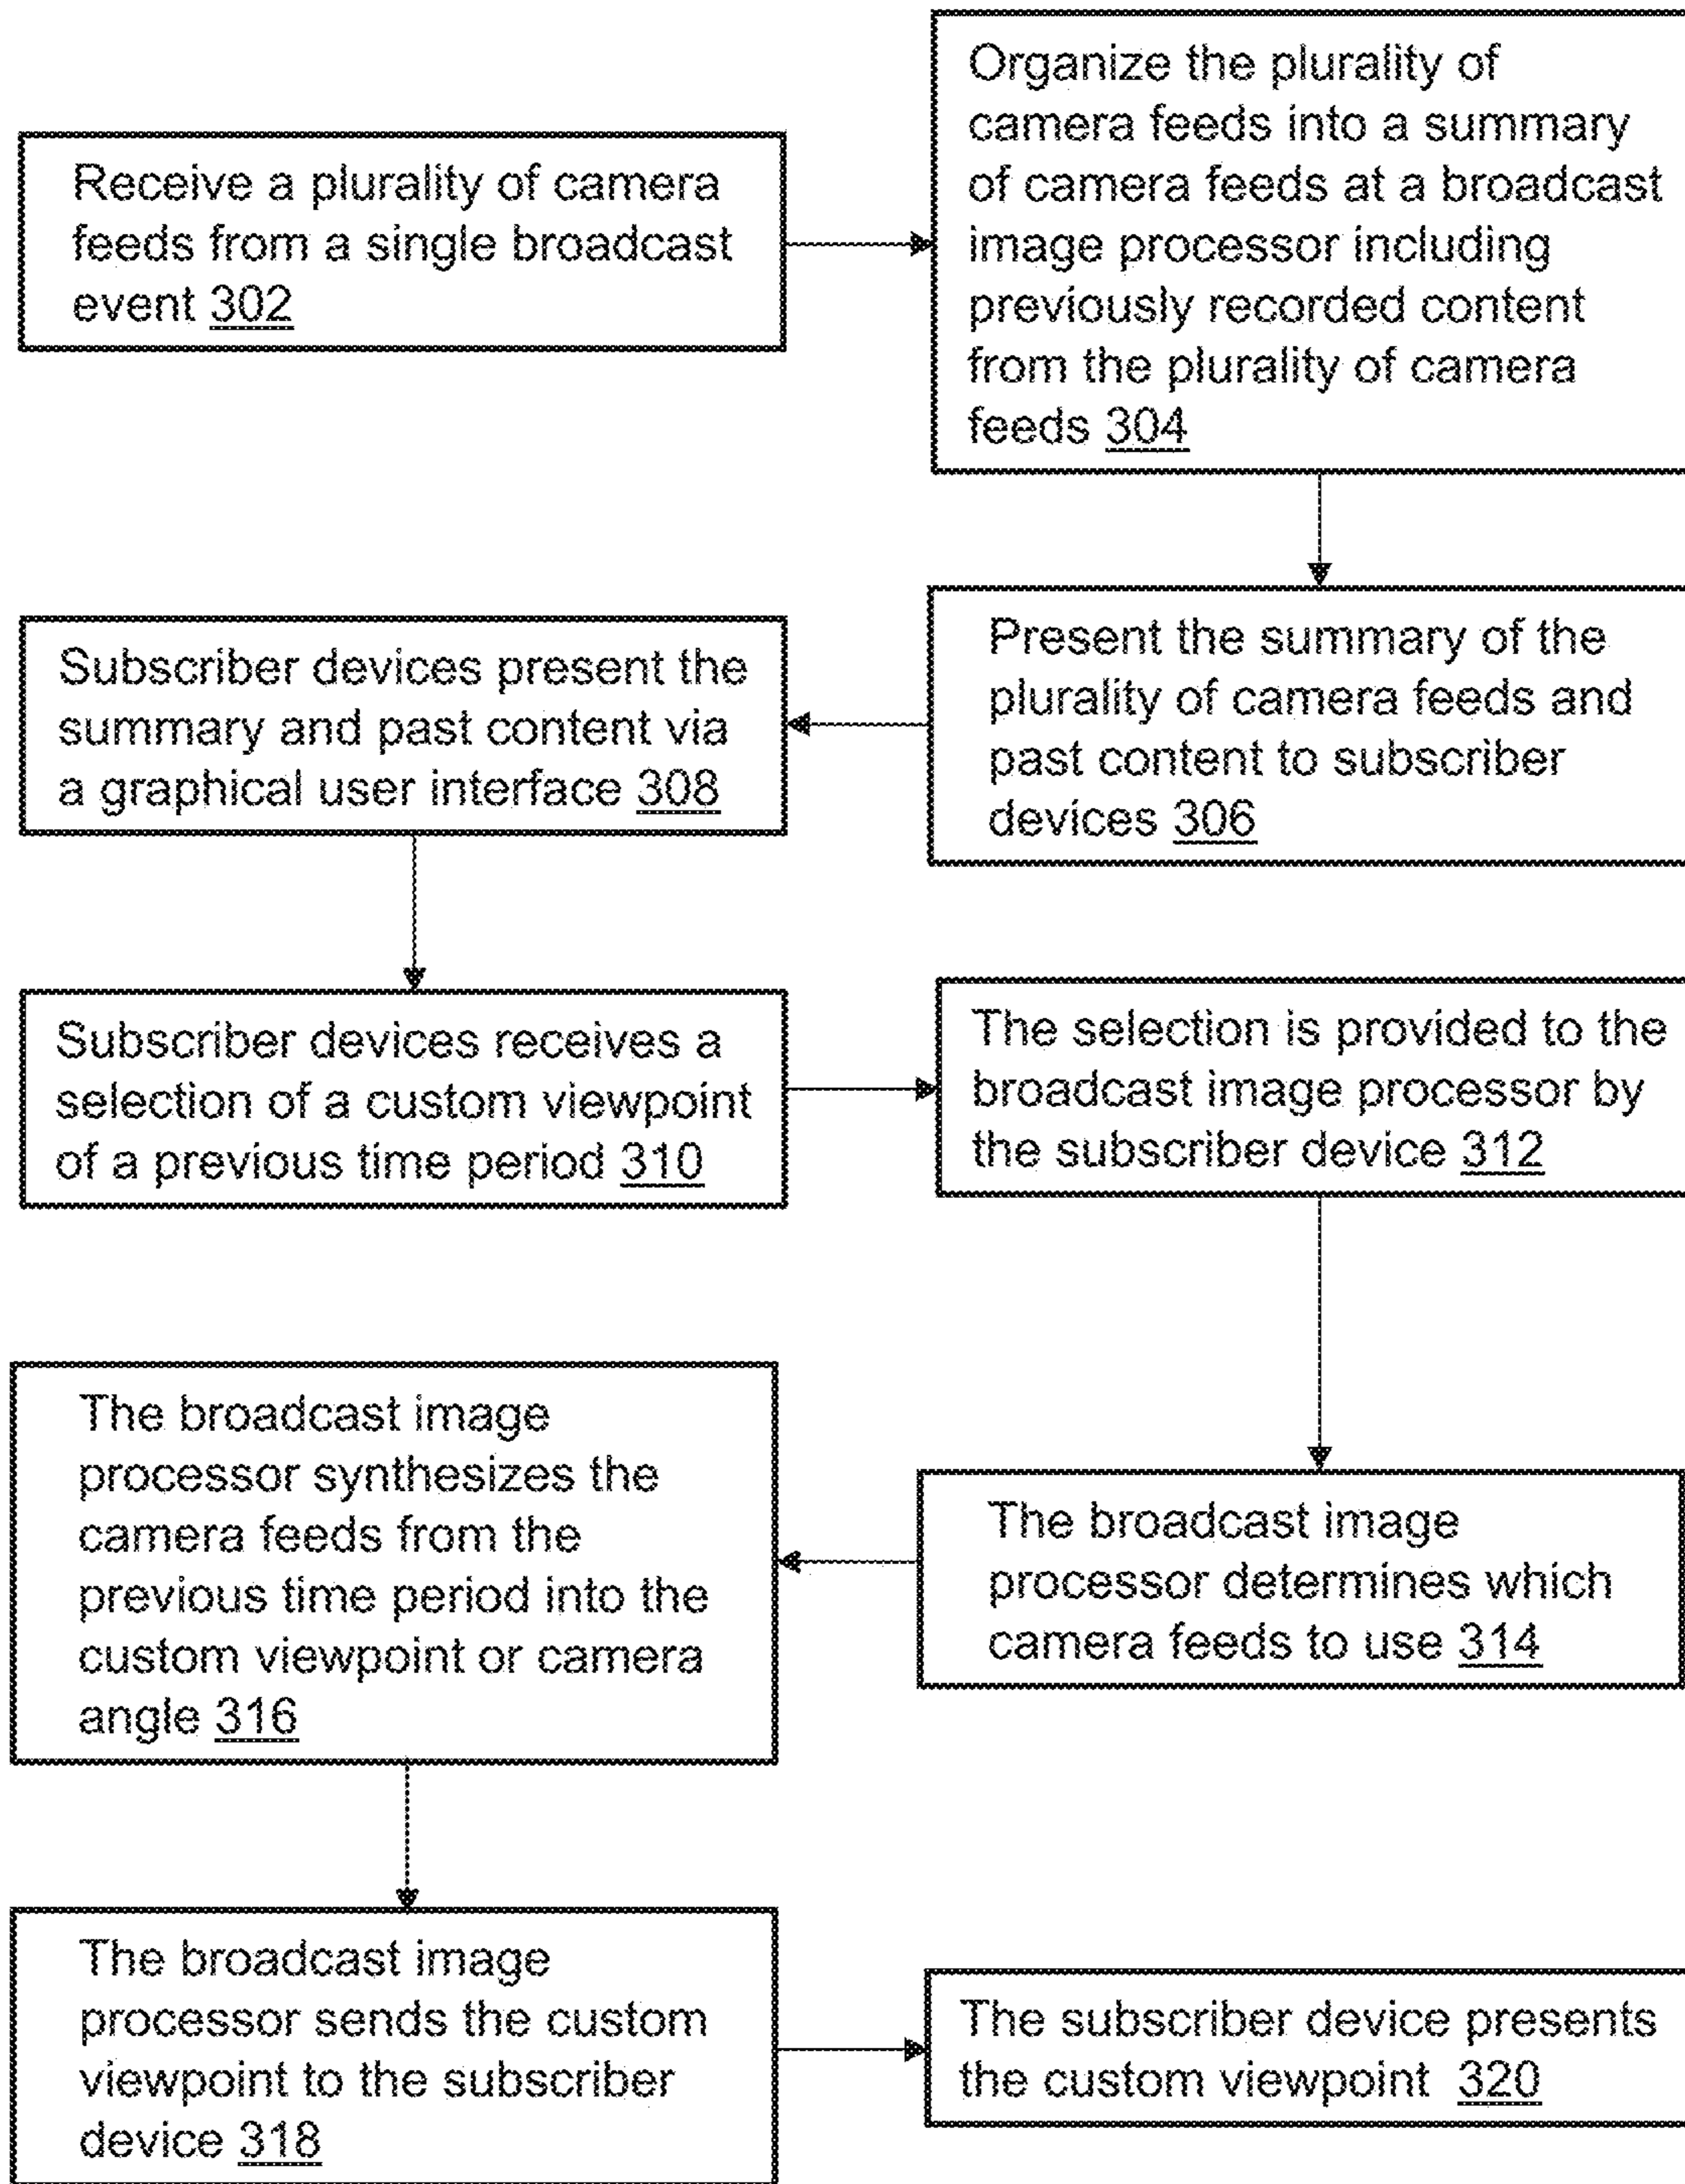 Receive a plurality of camera
feeds from a single broadcast
event 302
Organize the plurality of
camera feeds into a summary
of camera feeds at a broadcast
image processor including
previously recorded content
from the plurality of camera
feeds 304
Present the summary of the
plurality of camera feeds and
past content to subscriber
devices 306
Subscriber devices present the
summary and past content via
a graphical user interface 308
Subscriber devices receives a
selection of a custom viewpoint
of a previous time period 310
The selection is provided to the
broadcast image processor by
the subscriber device 312
The broadcast image
processor determines which
camera feeds to use 314
The broadcast image
processor synthesizes the
camera feeds from the
previous time period into the
custom viewpoint or camera
angle 316
The broadcast image
processor sends the custom
viewpoint to the subscriber
device 318
The subscriber device presents
the custom viewpoint 320